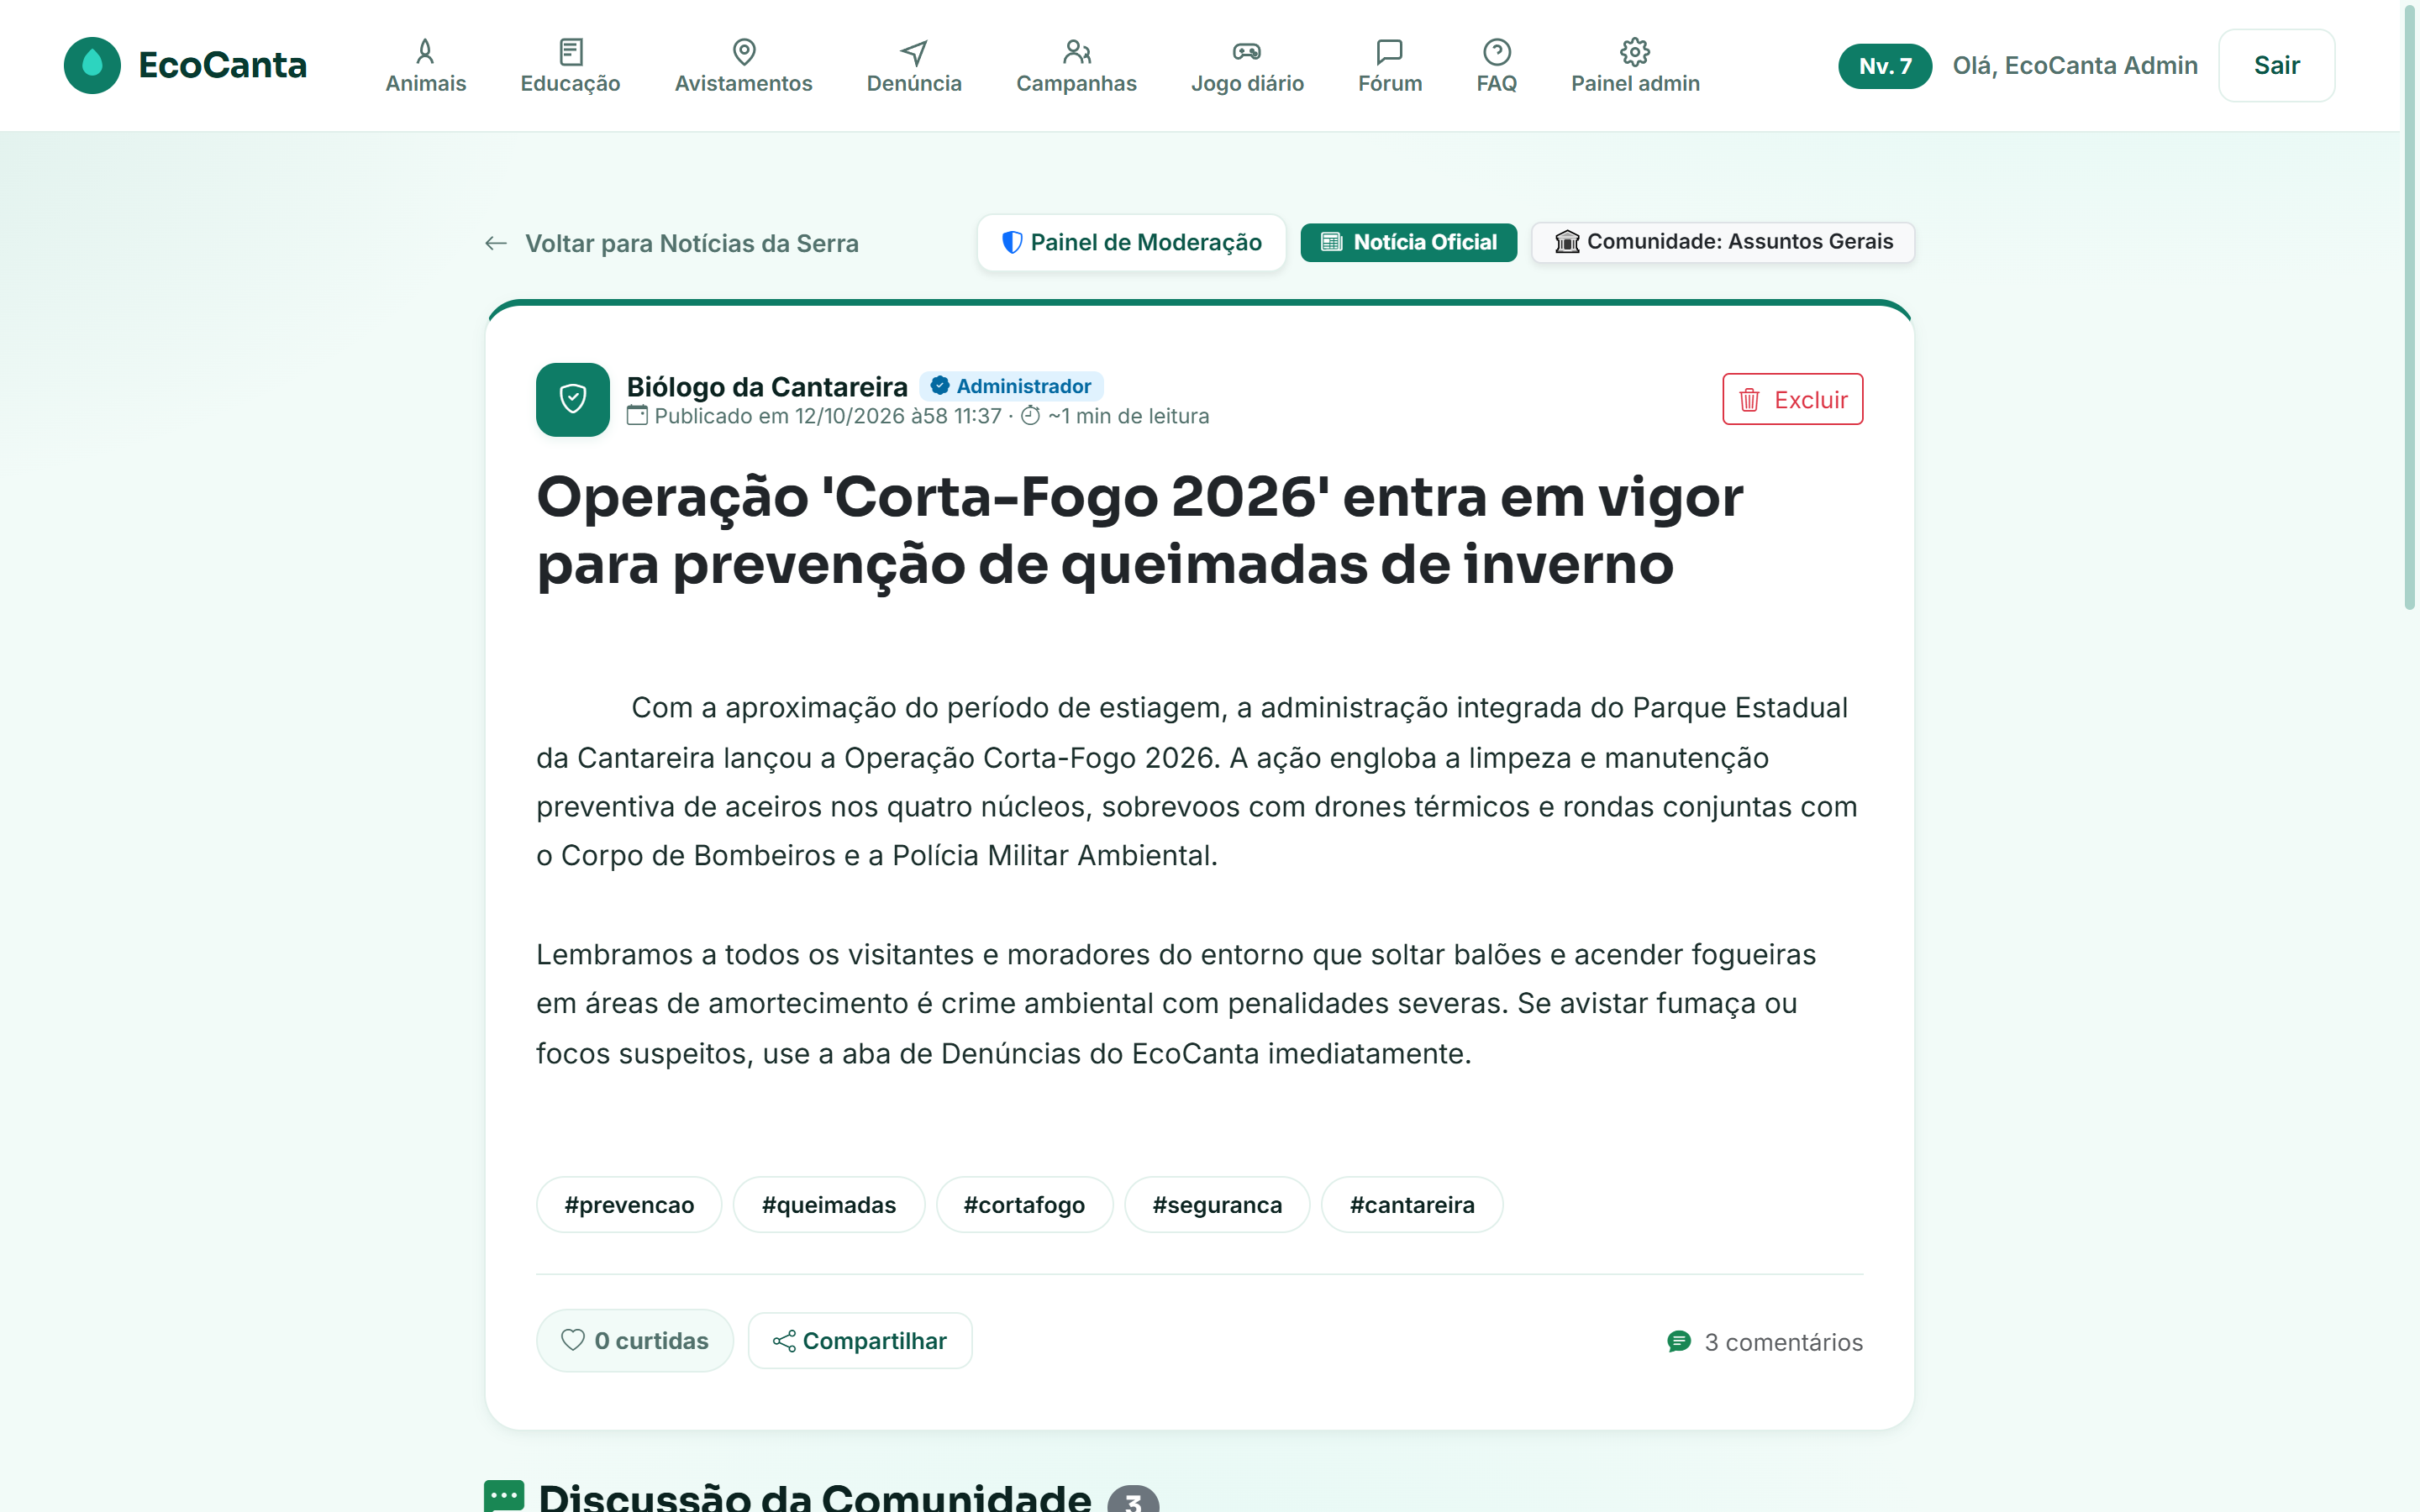 EcoCanta
Animais
Educação
Avistamentos
Denúncia
Campanhas
Jogo diário
Fórum
FAQ
Painel admin
Nv. 7
Olá, EcoCanta Admin
Sair
Voltar para Notícias da Serra
Painel de Moderação
Notícia Oficial
Comunidade: Assuntos Gerais
Biólogo da Cantareira
Administrador
Publicado em 12/10/2026 à58 11:37 · ~1 min de leitura
Excluir
Operação 'Corta-Fogo 2026' entra em vigor
para prevenção de queimadas de inverno
Com a aproximação do período de estiagem, a administração integrada do Parque Estadual
da Cantareira lançou a Operação Corta-Fogo 2026. A ação engloba a limpeza e manutenção
preventiva de aceiros nos quatro núcleos, sobrevoos com drones térmicos e rondas conjuntas com
o Corpo de Bombeiros e a Polícia Militar Ambiental.
Lembramos a todos os visitantes e moradores do entorno que soltar balões e acender fogueiras
em áreas de amortecimento é crime ambiental com penalidades severas. Se avistar fumaça ou
focos suspeitos, use a aba de Denúncias do EcoCanta imediatamente.
#prevencao
#queimadas
#cortafogo
#seguranca
#cantareira
0 curtidas
Compartilhar
3 comentários
Discussão da Comunidade
3